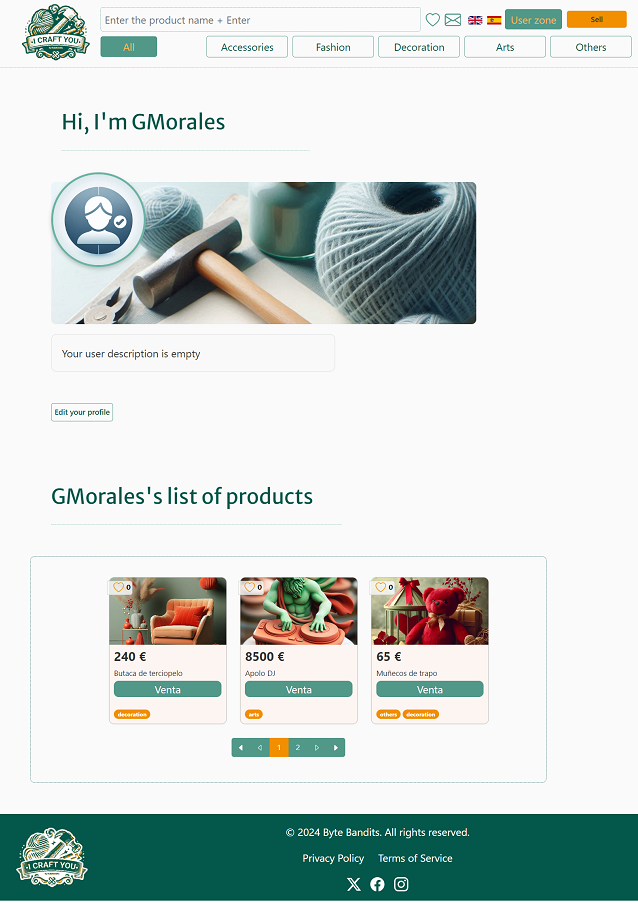 I CRAFT YOU
Enter the product name + Enter
User zone
Sell
All
Accessories
Fashion
Decoration
Arts
Others
Hi, I'm GMorales
Your user description is empty
Edit your profile
GMorales's list of products
0
0
0
240 €
8500 €
65 €
Butaca de terciopelo
Apolo DJ
Muñecos de trapo
Venta
Venta
Venta
decoration
arts
others decoration
1 2
© 2024 Byte Bandits. All rights reserved.
I CRAFT YOU
Privacy Policy Terms of Service